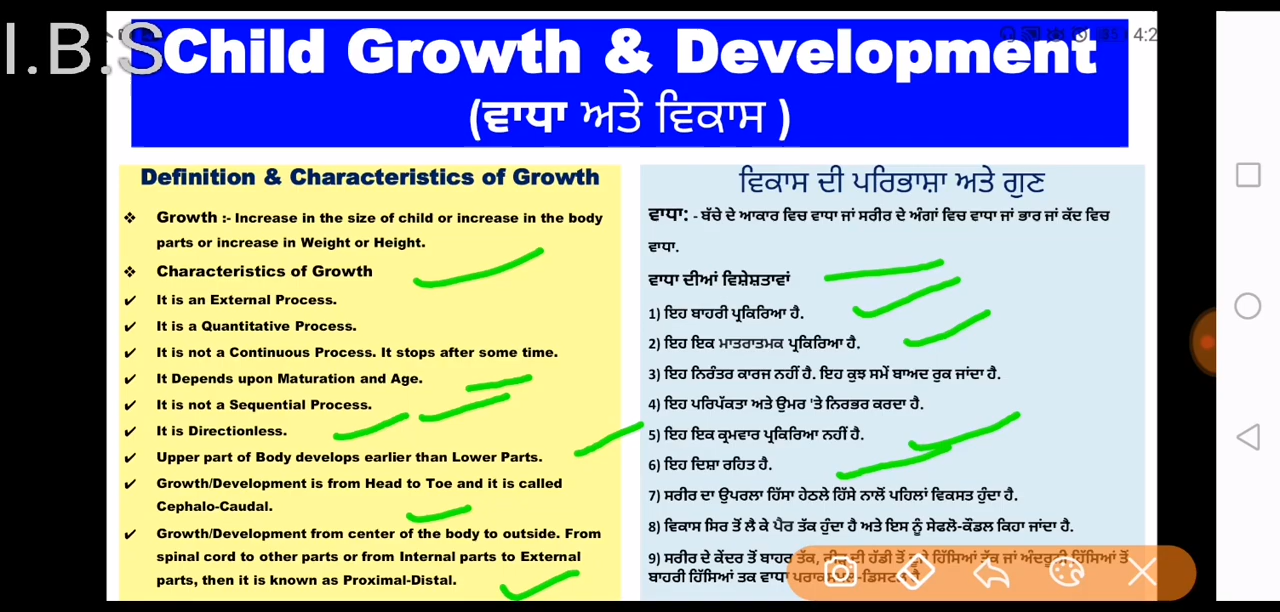 I.B.S
Child Growth & Development
(ਵਾਧਾ ਅਤੇ ਵਿਕਾਸ )
Definition & Characteristics of Growth
❖ Growth :- Increase in the size of child or increase in the body
parts or increase in Weight or Height.
❖ Characteristics of Growth
✔ It is an External Process.
✔ It is a Quantitative Process.
✔ It is not a Continuous Process. It stops after some time.
✔ It Depends upon Maturation and Age.
✔ It is not a Sequential Process.
✔ It is Directionless.
✔ Upper part of Body develops earlier than Lower Parts.
✔ Growth/Development is from Head to Toe and it is called
Cephalo-Caudal.
✔ Growth/Development from center of the body to outside. From
spinal cord to other parts or from Internal parts to External
parts, then it is known as Proximal-Distal.
ਵਿਕਾਸ ਦੀ ਪਰਿਭਾਸ਼ਾ ਅਤੇ ਗੁਣ
ਵਾਧਾ: - ਬੱਚੇ ਦੇ ਆਕਾਰ ਵਿਚ ਵਾਧਾ ਜਾਂ ਸਰੀਰ ਦੇ ਅੰਗਾਂ ਵਿਚ ਵਾਧਾ ਜਾਂ ਭਾਰ ਜਾਂ ਕੱਦ ਵਿਚ
ਵਾਧਾ.
ਵਾਧਾ ਦੀਆਂ ਵਿਸ਼ੇਸ਼ਤਾਵਾਂ
1) ਇਹ ਬਾਹਰੀ ਪ੍ਰਕਿਰਿਆ ਹੈ.
2) ਇਹ ਇਕ ਮਾਤਰਾਤਮਕ ਪ੍ਰਕਿਰਿਆ ਹੈ.
3) ਇਹ ਨਿਰੰਤਰ ਕਾਰਜ ਨਹੀਂ ਹੈ. ਇਹ ਕੁਝ ਸਮੇਂ ਬਾਅਦ ਰੁਕ ਜਾਂਦਾ ਹੈ.
4) ਇਹ ਪਰਿਪੱਕਤਾ ਅਤੇ ਉਮਰ 'ਤੇ ਨਿਰਭਰ ਕਰਦਾ ਹੈ.
5) ਇਹ ਇਕ ਕ੍ਰਮਵਾਰ ਪ੍ਰਕਿਰਿਆ ਨਹੀਂ ਹੈ.
6) ਇਹ ਦਿਸ਼ਾ ਰਹਿਤ ਹੈ.
7) ਸਰੀਰ ਦਾ ਉਪਰਲਾ ਹਿੱਸਾ ਹੇਠਲੇ ਹਿੱਸੇ ਨਾਲੋਂ ਪਹਿਲਾਂ ਵਿਕਸਤ ਹੁੰਦਾ ਹੈ.
8) ਵਿਕਾਸ ਸਿਰ ਤੋਂ ਲੈ ਕੇ ਪੈਰ ਤੱਕ ਹੁੰਦਾ ਹੈ ਅਤੇ ਇਸ ਨੂੰ ਸੇਫਲੋ-ਕੌਡਲ ਕਿਹਾ ਜਾਂਦਾ ਹੈ.
9) ਸਰੀਰ ਦੇ ਕੇਂਦਰ ਤੋਂ ਬਾਹਰ ਤੱਕ, ਦੀ ਹੱਡੀ ਤੋਂ ਹਿੱਸਿਆਂ ਤੱਕ ਜਾਂ ਅੰਦਰੂਨੀ ਹਿੱਸਿਆਂ ਤੋਂ
ਬਾਹਰੀ ਹਿੱਸਿਆਂ ਤਕ ਵਾਧਾ